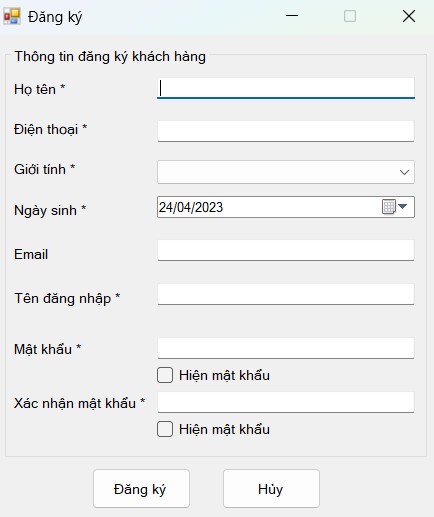 Đăng ký
Thông tin đăng ký khách hàng
Họ tên *
Điện thoại *
Giới tính *
Ngày sinh * 24/04/2023
Email
Tên đăng nhập *
Mật khẩu *
Hiện mật khẩu
Xác nhận mật khẩu *
Hiện mật khẩu
Đăng ký Hủy